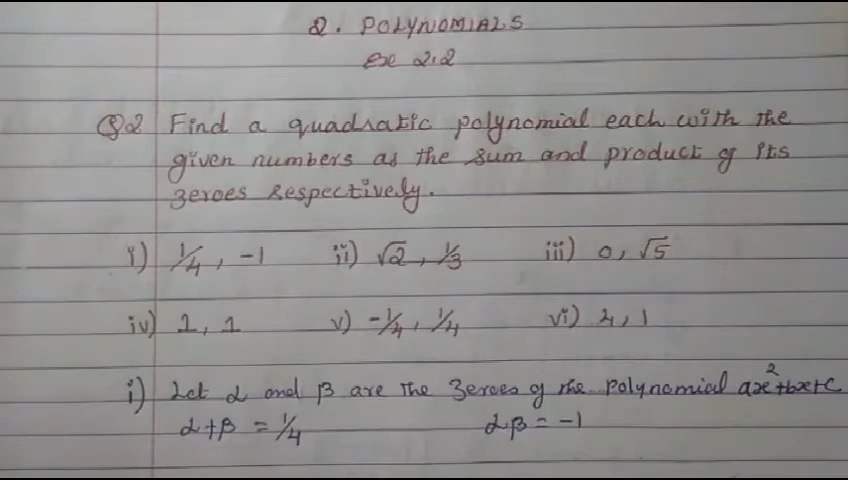 2. POLYNOMIALS
Ex 2.2
Q2 Find a quadratic polynomial each with the
given numbers as the sum and product of its
zeroes respectively.
i) 1/4, -1 ii) √2, 1/3 iii) 0, √5
iv) 1, 1 v) -1/4, 1/4 vi) 4, 1
i) Let α and β are the zeroes of the polynomial ax²+bx+c
α+β = 1/4 αβ = -1